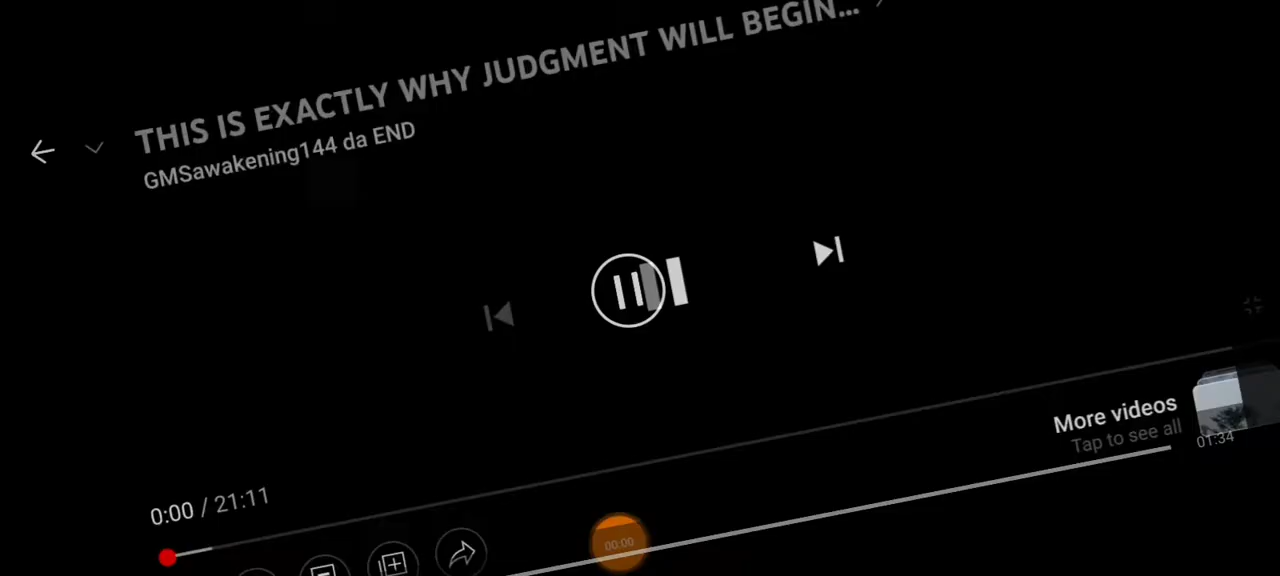 THIS IS EXACTLY WHY JUDGMENT WILL BEGIN...
GMSawakening144 da END
More videos
Tap to see all
01:34
0:00 / 21:11
00:00